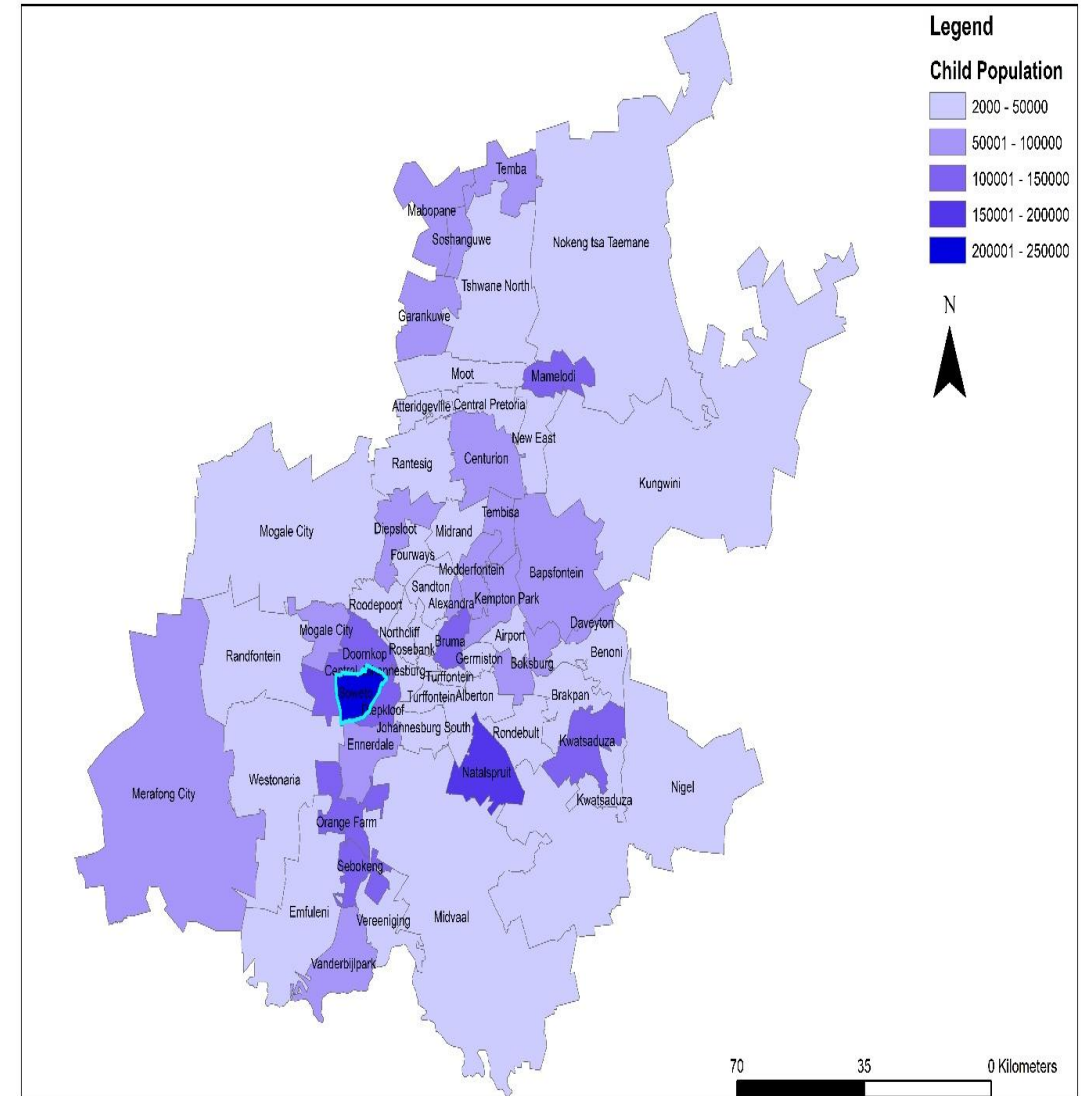 Legend
Child Population
2000 - 50000
50001 - 100000
100001 - 150000
150001 - 200000
200001 - 250000
N
Temba
Mabopane
Soshanguwe
Nokeng tsa Taemane
Tshwane North
Garankuwe
Moot
Mamelodi
Atteridgeville
Central Pretoria
New East
Centurion
Rantesig
Kungwini
Tembisa
Diepsloot
Midrand
Mogale City
Fourways
Modderfontein
Bapsfontein
Sandton
Kempton Park
Alexandra
Roodepoort
Daveyton
Mogale City
Northcliff
Airport
Bruma
Rosebank
Benoni
Randfontein
Doornkop
Germiston
Boksburg
Central
nnesburg
Turffontein
Turffontein
Alberton
Brakpan
epkloof
Johannesburg South
Rondebult
Ennerdale
Kwatsaduza
Natalspruit
Westonaria
Nigel
Merafong City
Kwatsaduza
Orange Farm
Sebokeng
Emfuleni
Vereeniging
Midvaal
Vanderbijlpark
70 35 0 Kilometers